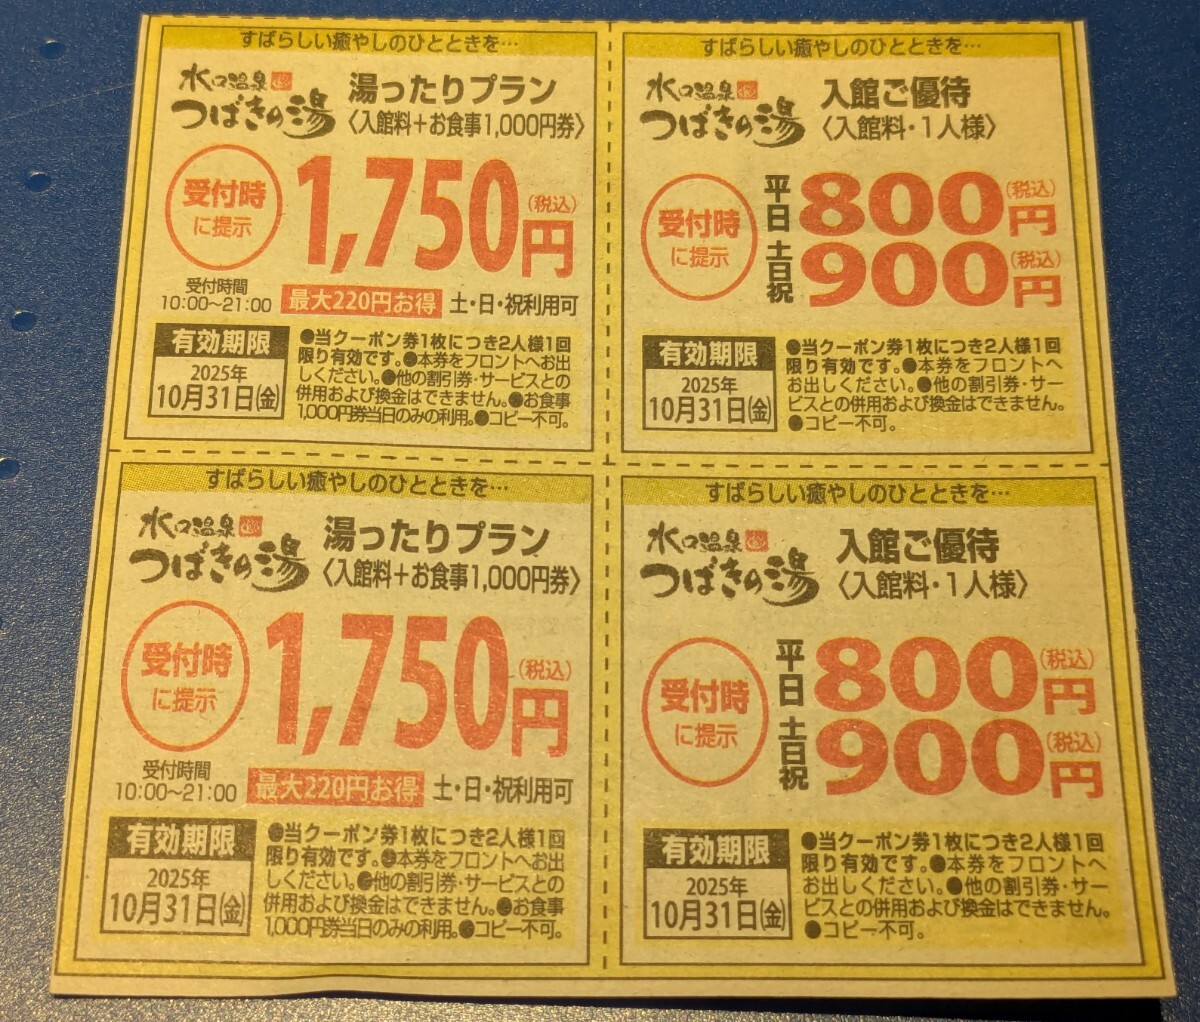 すばらしい癒やしのひとときを…
水口温泉
つばきの湯
湯ったりプラン
〈入館料+お食事1,000円券〉
受付時
に提示
1,750円
(税込)
受付時間
10:00〜21:00
最大220円お得
土・日・祝利用可
有効期限
2025年
10月31日(金)
●当クーポン券1枚につき2人様1回
限り有効です。●本券をフロントへお出
しください。●他の割引券・サービスとの
併用および換金はできません。●お食事
1,000円券当日のみの利用。●コピー不可。
すばらしい癒やしのひとときを…
水口温泉
つばきの湯
入館ご優待
〈入館料・1人様〉
受付時
に提示
平日 800円
(税込)
土日祝 900円
(税込)
有効期限
2025年
10月31日(金)
●当クーポン券1枚につき2人様1回
限り有効です。●本券をフロントへ
お出しください。●他の割引券・サー
ビスとの併用および換金はできません。
●コピー不可。
すばらしい癒やしのひとときを…
水口温泉
つばきの湯
湯ったりプラン
〈入館料+お食事1,000円券〉
受付時
に提示
1,750円
(税込)
受付時間
10:00〜21:00
最大220円お得
土・日・祝利用可
有効期限
2025年
10月31日(金)
●当クーポン券1枚につき2人様1回
限り有効です。●本券をフロントへお出
しください。●他の割引券・サービスとの
併用および換金はできません。●お食事
1,000円券当日のみの利用。●コピー不可。
すばらしい癒やしのひとときを…
水口温泉
つばきの湯
入館ご優待
〈入館料・1人様〉
受付時
に提示
平日 800円
(税込)
土日祝 900円
(税込)
有効期限
2025年
10月31日(金)
●当クーポン券1枚につき2人様1回
限り有効です。●本券をフロントへ
お出しください。●他の割引券・サー
ビスとの併用および換金はできません。
●コピー不可。